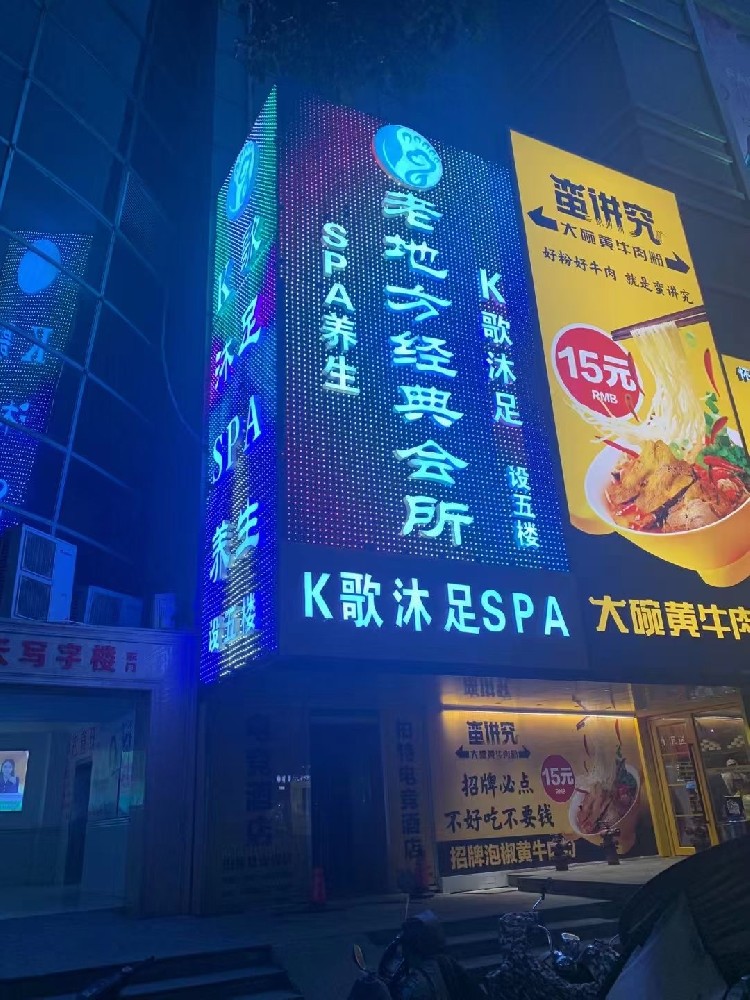 K歌
沐足
SPA
养生
设五楼
SPA养生
老地方经典会所
K歌沐足
设五楼
K歌沐足SPA
蛮讲究
大碗黄牛肉粉
好粉好牛肉 就是蛮讲究
15元
RMB
大碗黄牛肉
写字楼
蛮讲究
大碗黄牛肉粉
招牌必点
不好吃不要钱
15元
招牌泡椒黄牛肉
电竞酒店